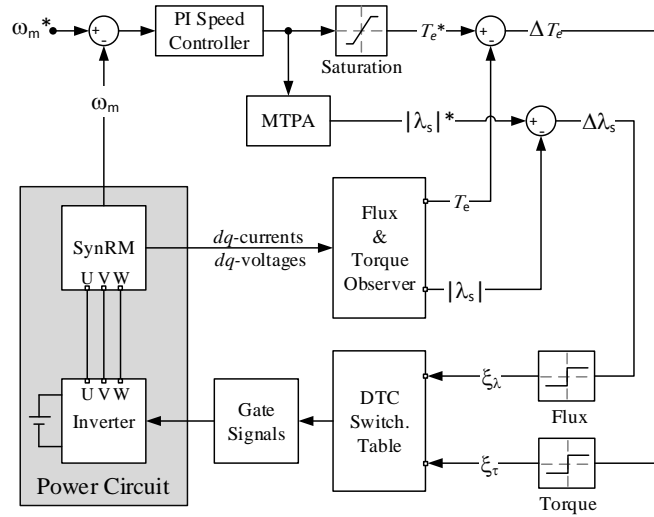 ωm*
+
-
PI Speed
Controller
Saturation
Te*
+
-
ΔTe
ωm
MTPA
|λs|*
+
-
Δλs
SynRM
U V W
dq-currents
dq-voltages
Flux
&
Torque
Observer
Te
|λs|
U V W
Inverter
Power Circuit
Gate
Signals
DTC
Switch.
Table
ξλ
Flux
ξτ
Torque